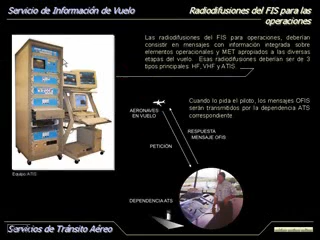 Servicio de Información de Vuelo
Radiodifusiones del FIS para las
operaciones
Las radiodifusiones del FIS para operaciones, deberían
consistir en mensajes con información integrada sobre
elementos operacionales y MET apropiados a las diversas
etapas del vuelo. Esas radiodifusiones deberían ser de 3
tipos principales: HF, VHF y ATIS
Cuando lo pida el piloto, los mensajes OFIS
serán transmitidos por la dependencia ATS
correspondiente
AERONAVES
EN VUELO
RESPUESTA
MENSAJE OFIS
PETICIÓN
Equipo ATIS
DEPENDENCIA ATS
Servicios de Tránsito Aéreo